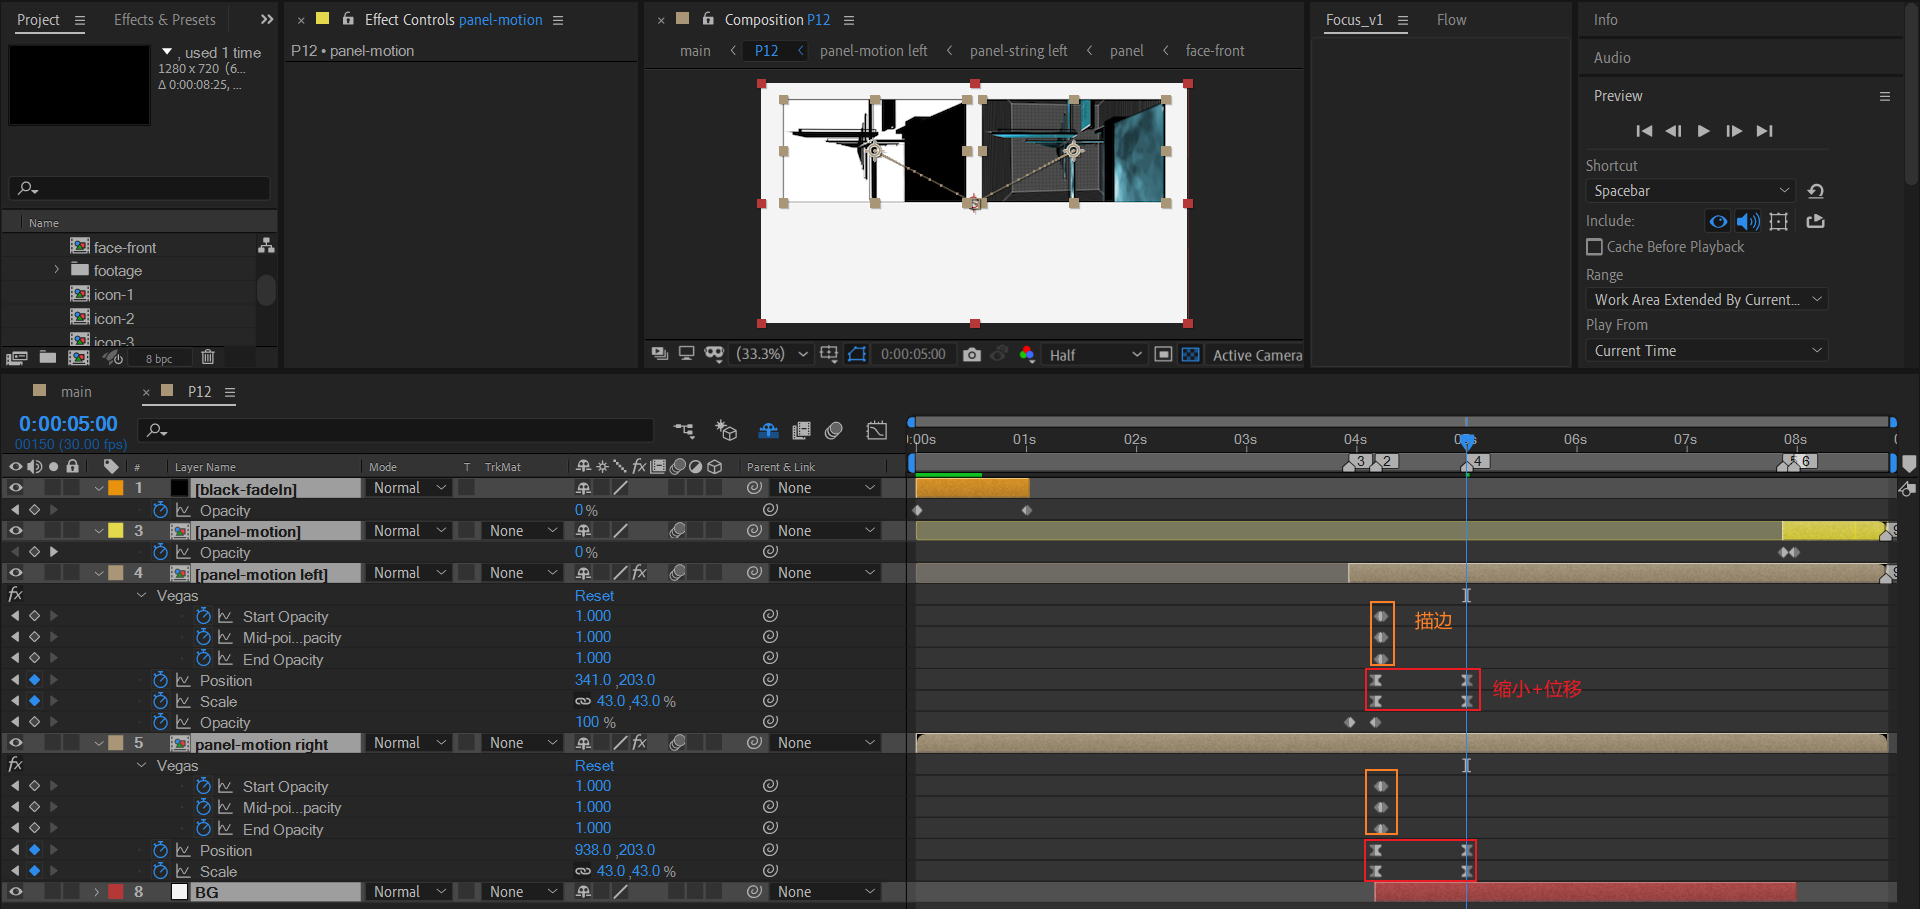 Project
Effects & Presets
Effect Controls panel-motion
Composition P12
Focus_v1
Flow
Info
Audio
Preview
, used 1 time
1280 x 720 (6...
Δ 0:00:08:25, ...
P12 • panel-motion
main
P12
panel-motion left
panel-string left
panel
face-front
Shortcut
Spacebar
Include:
Cache Before Playback
Range
Work Area Extended By Current...
Play From
Current Time
Name
face-front
footage
icon-1
icon-2
icon-3
8 bpc
(33.3%)
0:00:05:00
Half
Active Camera
main
P12
0:00:05:00
00150 (30.00 fps)
:00s
01s
02s
03s
04s
06s
07s
08s
3
2
4
6
#
Layer Name
Mode
T
TrkMat
Parent & Link
1
[black-fadeIn]
Normal
None
Opacity
0%
3
[panel-motion]
Normal
None
None
Opacity
0%
4
[panel-motion left]
Normal
None
fx
None
fx
Vegas
Reset
Start Opacity
1.000
描边
Mid-poi...pacity
1.000
End Opacity
1.000
Position
341.0,203.0
缩小+位移
Scale
43.0,43.0%
Opacity
100 %
5
panel-motion right
Normal
None
fx
None
fx
Vegas
Reset
Start Opacity
1.000
Mid-poi...pacity
1.000
End Opacity
1.000
Position
938.0,203.0
Scale
43.0,43.0%
8
BG
Normal
None
None